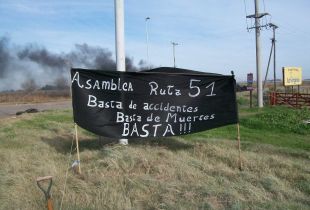 Asamblea Ruta 51
Basta de accidentes
Basta de Muertes
BASTA!!!